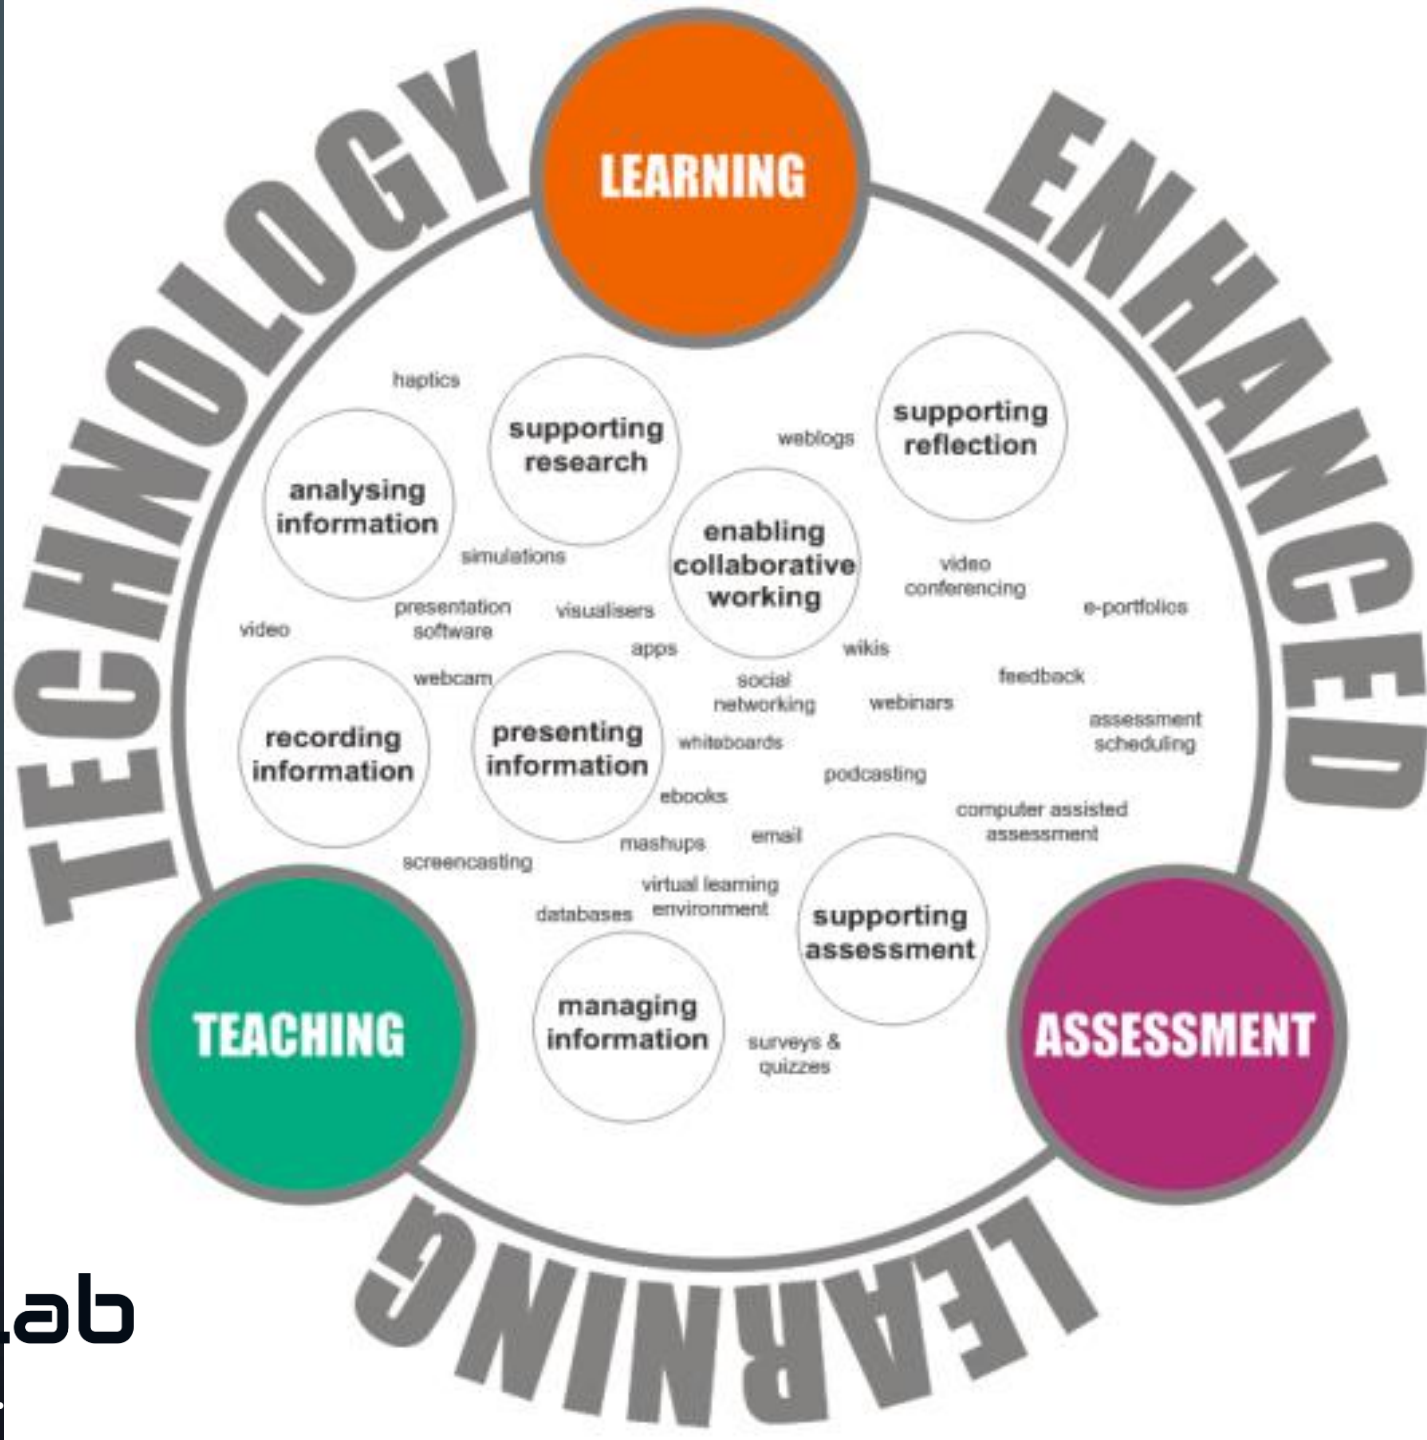 TECHNOLOGY
ENHANCED
LEARNING
LEARNING
haptics
supporting
research
supporting
reflection
weblogs
analysing
information
enabling
collaborative
working
simulations
video
conferencing
presentation
software
visualisers
e-portfolios
video
apps
wikis
webcam
social
networking
feedback
webinars
recording
information
presenting
information
whiteboards
assessment
scheduling
podcasting
ebooks
computer assisted
assessment
mashups
email
screencasting
virtual learning
environment
databases
supporting
assessment
managing
information
surveys &
quizzes
TEACHING
ASSESSMENT
ab